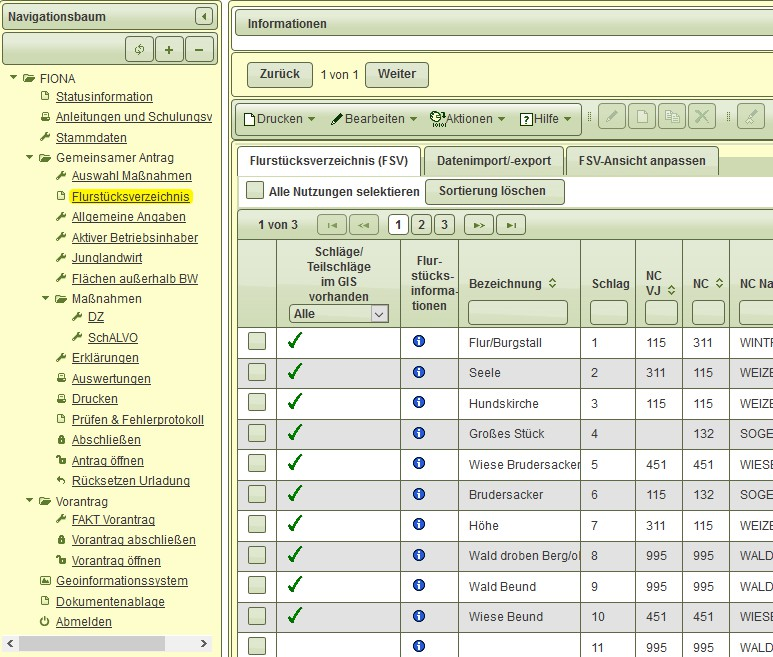 Navigationsbaum
FIONA
Statusinformation
Anleitungen und Schulungsv
Stammdaten
Gemeinsamer Antrag
Auswahl Maßnahmen
Flurstücksverzeichnis
Allgemeine Angaben
Aktiver Betriebsinhaber
Junglandwirt
Flächen außerhalb BW
Maßnahmen
DZ
SchALVO
Erklärungen
Auswertungen
Drucken
Prüfen & Fehlerprotokoll
Abschließen
Antrag öffnen
Rücksetzen Urladung
Vorantrag
FAKT Vorantrag
Vorantrag abschließen
Vorantrag öffnen
Geoinformationssystem
Dokumentenablage
Abmelden
Informationen
Zurück 1 von 1 Weiter
Drucken Bearbeiten Aktionen Hilfe
Flurstücksverzeichnis (FSV) Datenimport/-export FSV-Ansicht anpassen
Alle Nutzungen selektieren Sortierung löschen
1 von 3 1 2 3
Schläge/
Teilschläge
im GIS
vorhanden
Alle
Flur-
stücks-
informa-
tionen
Bezeichnung
Schlag
NC
VJ
NC
NC Na
Flur/Burgstall 1 115 311 WINTR
Seele 2 311 115 WEIZE
Hundskirche 3 115 115 WEIZE
Großes Stück 4 132 SOGE
Wiese Brudersacker 5 451 451 WIESE
Brudersacker 6 115 132 SOGE
Höhe 7 311 115 WEIZE
Wald droben Berg/ol 8 995 995 WALD
Wald Beund 9 995 995 WALD
Wiese Beund 10 451 451 WIESE
11 995 995 WALD